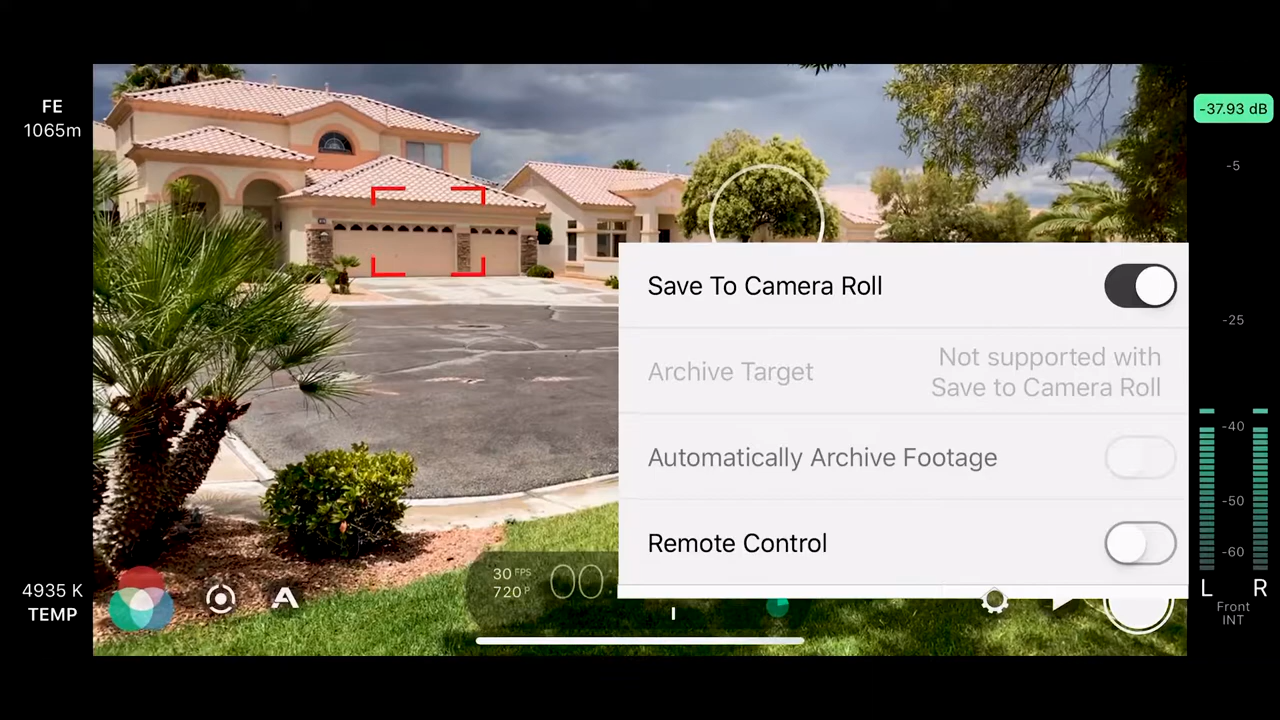 FE
1065m
-37.93 dB
-5
-25
Save To Camera Roll
Archive Target
Not supported with
Save to Camera Roll
Automatically Archive Footage
Remote Control
-40
-50
-60
L R
Front
INT
4935 K
TEMP
A
30 FPS
720 P
00